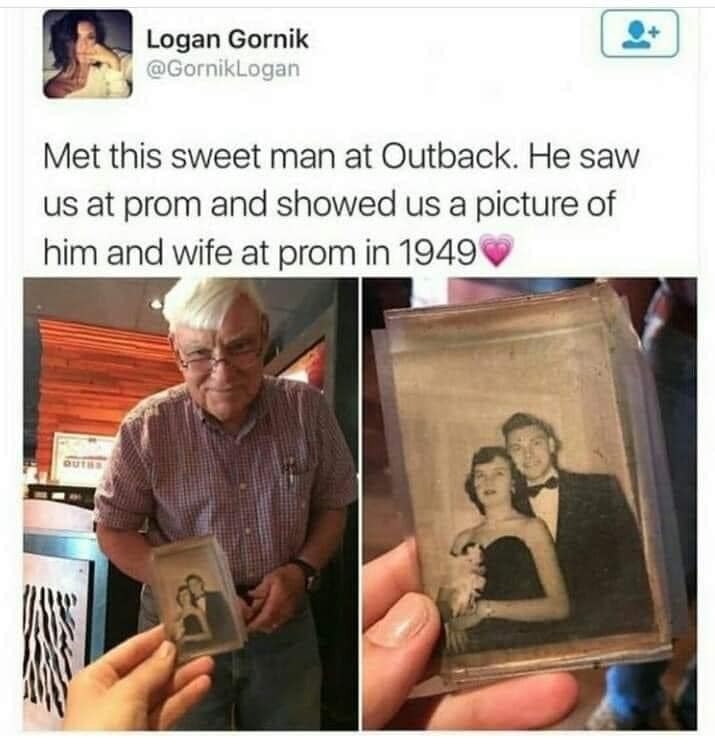 Logan Gornik
@GornikLogan
Met this sweet man at Outback. He saw
us at prom and showed us a picture of
him and wife at prom in 1949💗